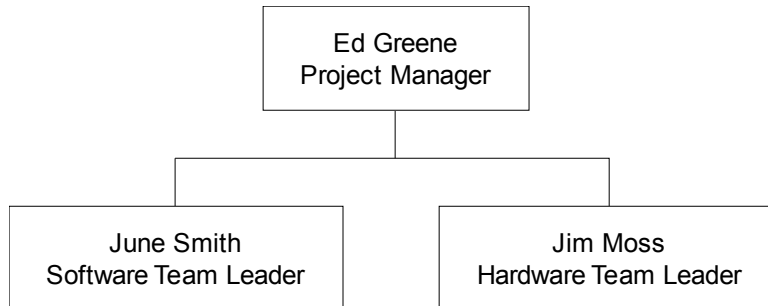 Ed Greene
Project Manager
June Smith
Software Team Leader
Jim Moss
Hardware Team Leader